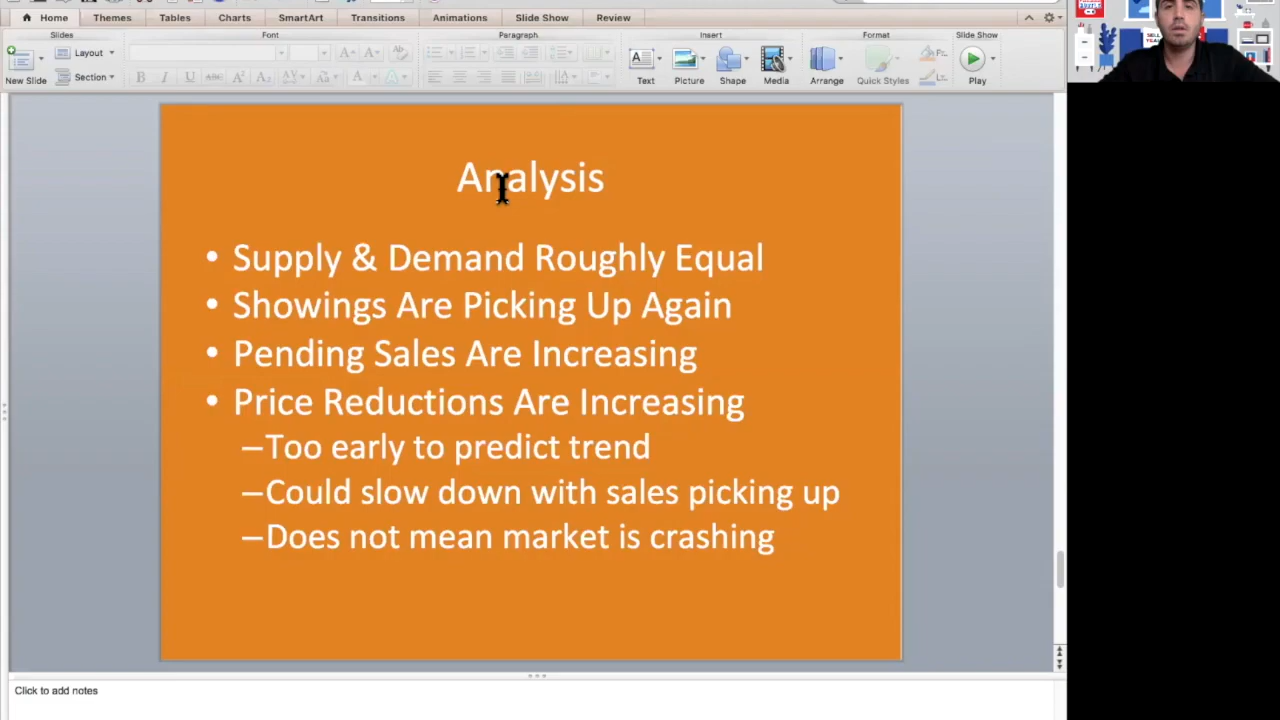 Home Themes Tables Charts SmartArt Transitions Animations Slide Show Review
Slides Font Paragraph Insert Format Slide Show
Layout
Section
New Slide
Text Picture Shape Media Arrange Quick Styles Play
Analysis
• Supply & Demand Roughly Equal
• Showings Are Picking Up Again
• Pending Sales Are Increasing
• Price Reductions Are Increasing
–Too early to predict trend
–Could slow down with sales picking up
–Does not mean market is crashing
Click to add notes